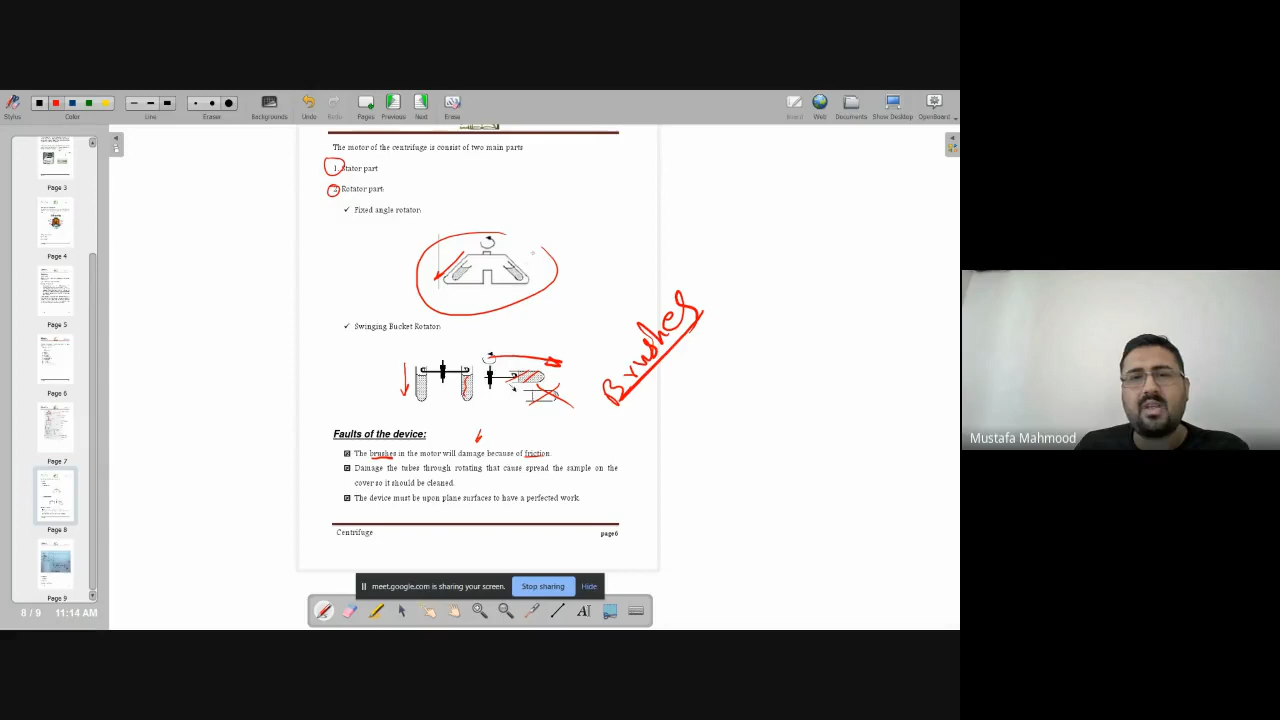 Stylus
Color
Line
Eraser
Backgrounds
Undo
Redo
Pages
Previous
Next
Erase
Board
Web
Documents
Show Desktop
OpenBoard
Page 3
Page 4
Page 5
Page 6
Page 7
Page 8
Page 9
8 / 9
11:14 AM
The motor of the centrifuge is consist of two main parts
1. Stator part
2. Rotator part:
✓ Fixed angle rotator:
✓ Swinging Bucket Rotator:
Brushes
Faults of the device:
The brushes in the motor will damage because of friction.
Damage the tubes through rotating that cause spread the sample on the
cover so it should be cleaned.
The device must be upon plane surfaces to have a perfected work.
Centrifuge
page6
meet.google.com is sharing your screen.
Stop sharing
Hide
Mustafa Mahmood